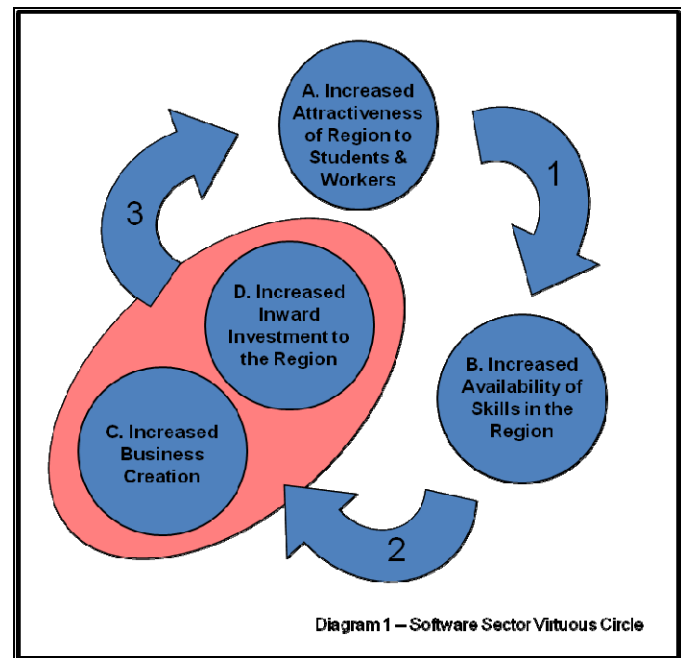 A. Increased
Attractiveness
of Region to
Students &
Workers
1
3
D. Increased
Inward
Investment to
the Region
B. Increased
Availability of
Skills in the
Region
C. Increased
Business
Creation
2
Diagram 1 – Software Sector Virtuous Circle